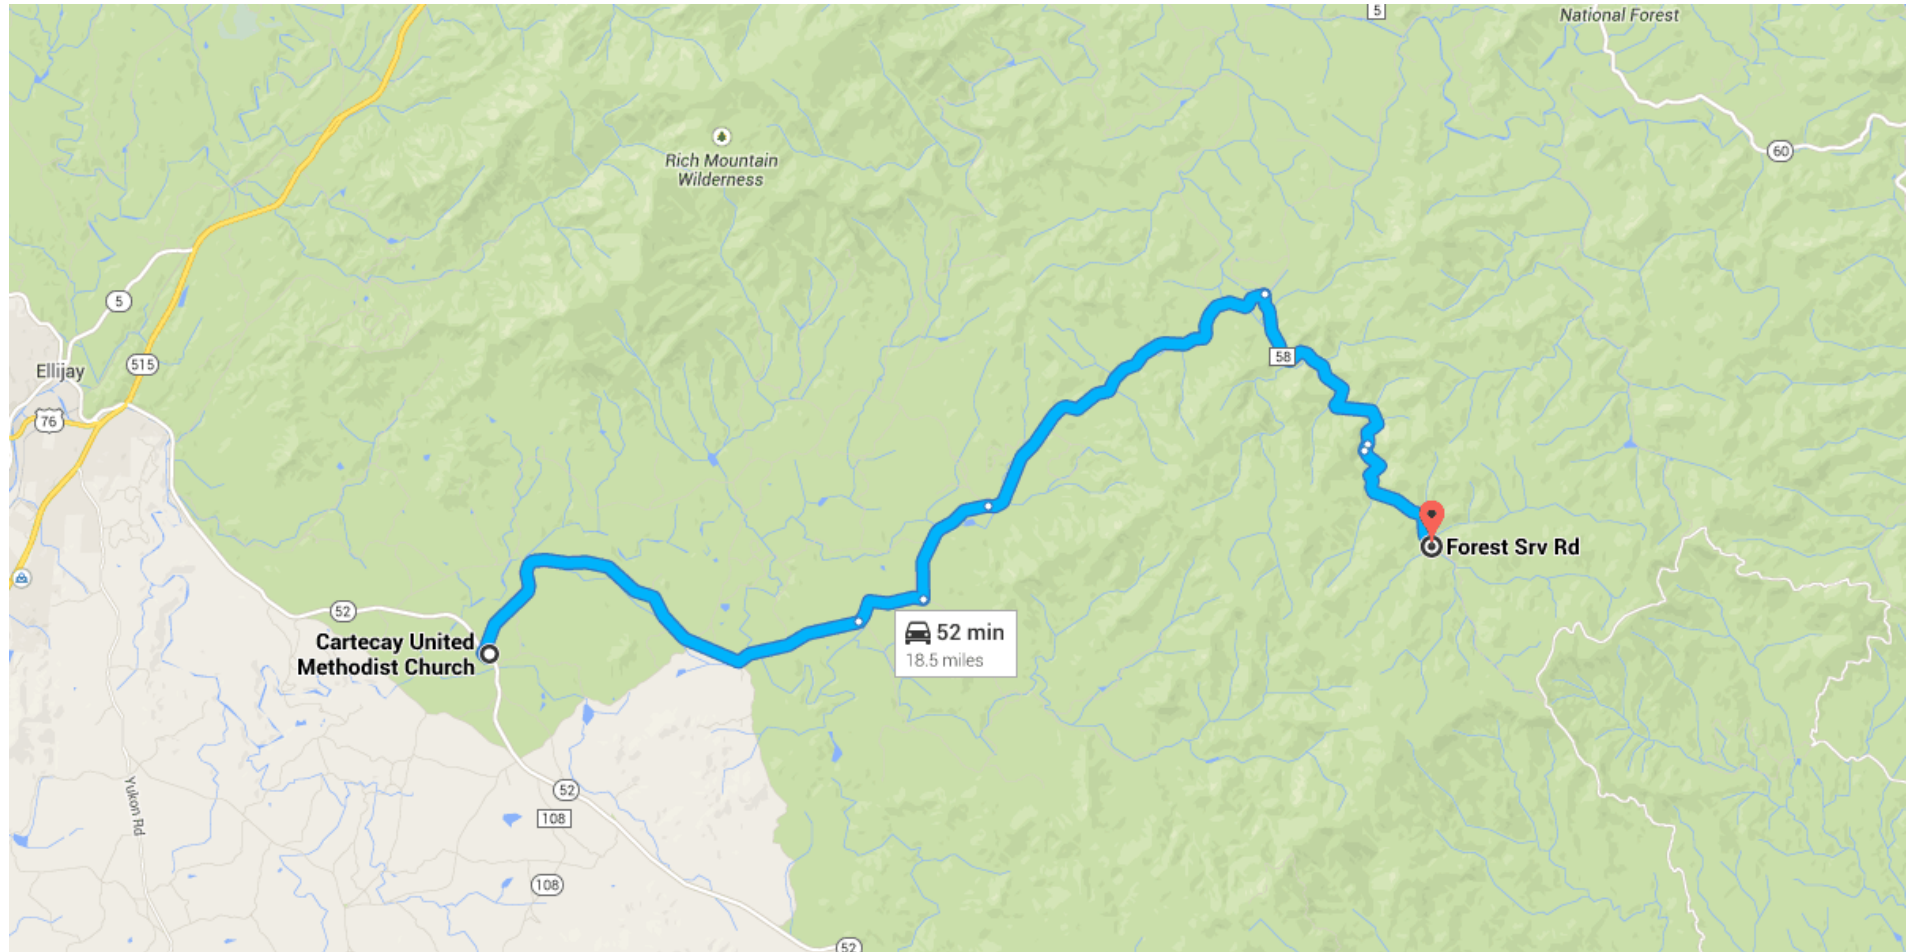 5
National Forest
60
Rich Mountain
Wilderness
5
515
Ellijay
76
58
Forest Srv Rd
52
Cartecay United
Methodist Church
52 min
18.5 miles
52
108
Yukon Rd
108
52